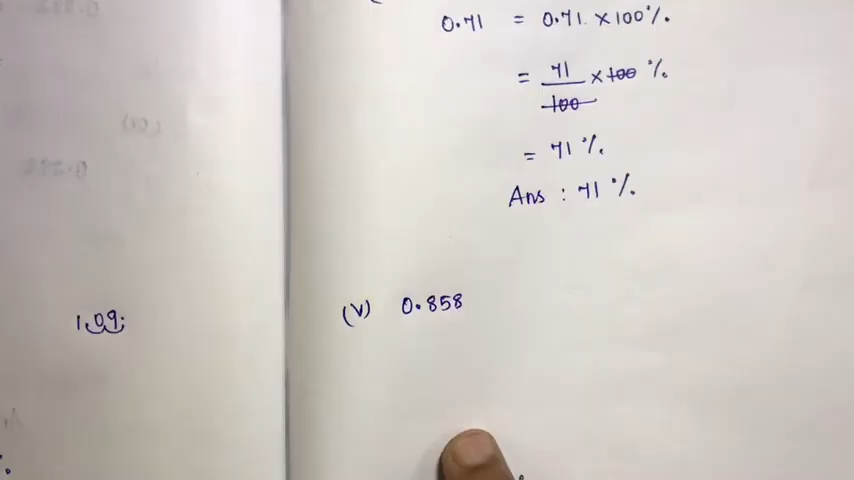 0.71 = 0.71 × 100%.
= 71/100 × 100 %.
= 71 %.
Ans : 71 %.
1.09.
(V) 0.858